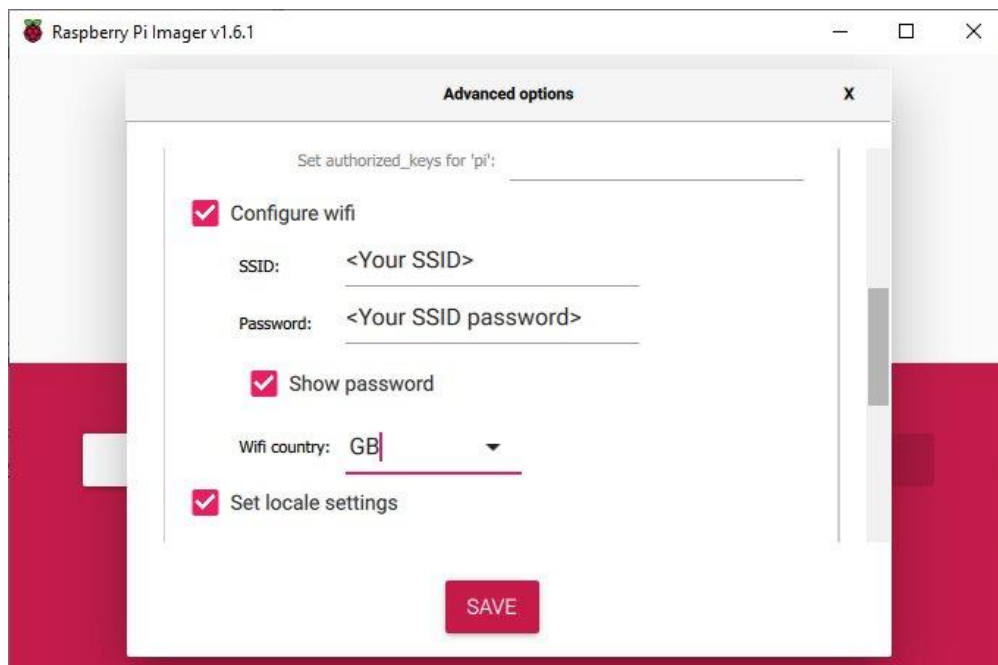 Raspberry Pi Imager v1.6.1
Advanced options
X
Set authorized_keys for 'pi':
Configure wifi
SSID: <Your SSID>
Password: <Your SSID password>
Show password
Wifi country: GB
Set locale settings
SAVE